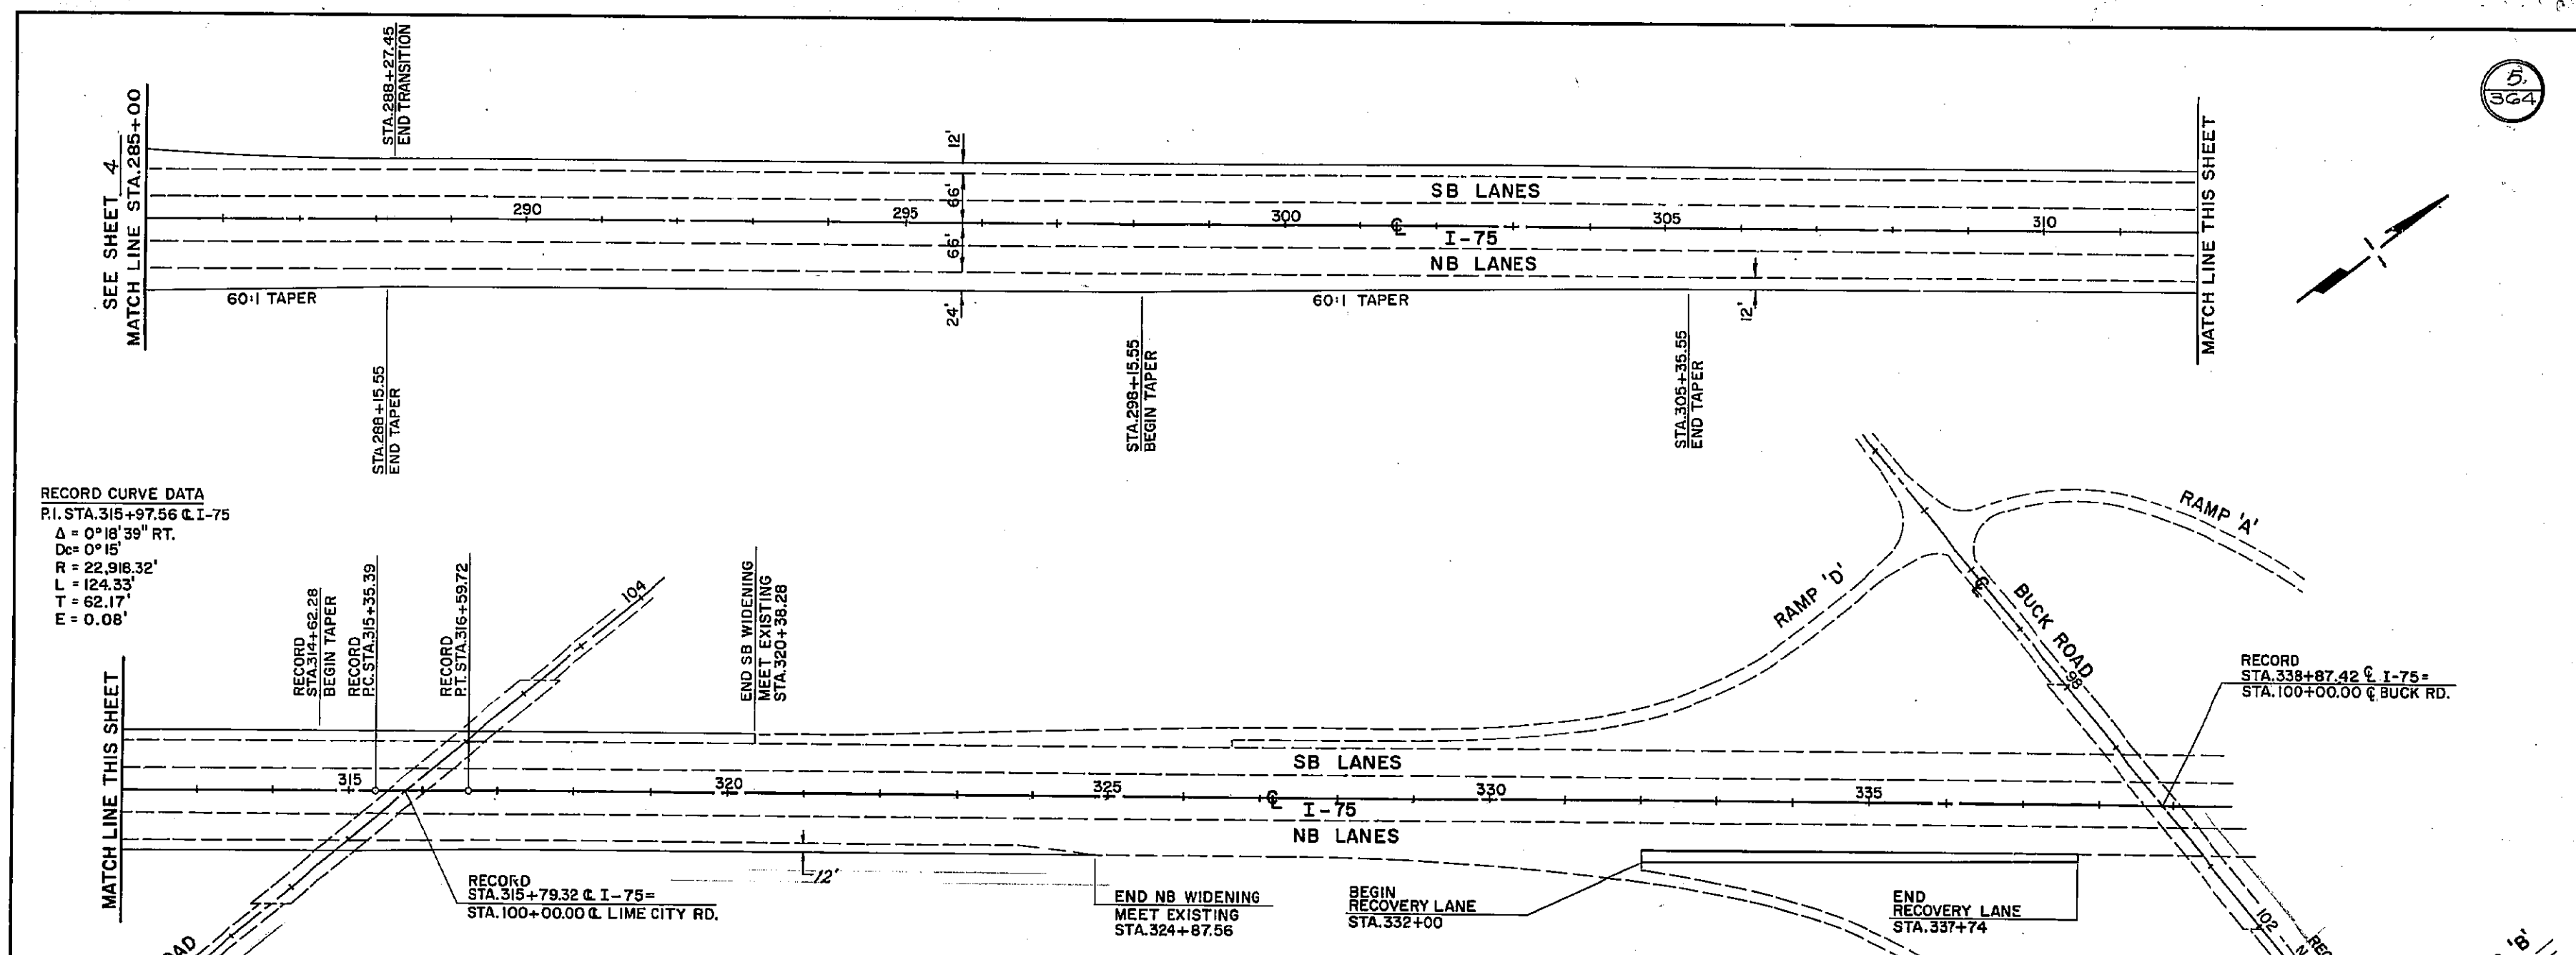 5
364
STA.288+27.45
END TRANSITION
SEE SHEET 4
MATCH LINE STA.285+00
12'
66'
66'
24'
290
295
300
305
310
SB LANES
℄
I-75
NB LANES
60:1 TAPER
60:1 TAPER
12'
MATCH LINE THIS SHEET
STA.288+15.55
END TAPER
STA.298+15.55
BEGIN TAPER
STA.305+35.55
END TAPER
RECORD CURVE DATA
P.I. STA.315+97.56 ℄ I-75
Δ = 0°18'39" RT.
Dc= 0°15'
R = 22,918.32'
L = 124.33'
T = 62.17'
E = 0.08'
RECORD
STA.314+62.28
BEGIN TAPER
RECORD
P.C. STA.315+35.39
RECORD
P.T. STA.316+59.72
104
END SB WIDENING
MEET EXISTING
STA.320+38.28
RAMP 'D'
RAMP 'A'
℄
BUCK ROAD
98
RECORD
STA.338+87.42 ℄ I-75=
STA.100+00.00 ℄ BUCK RD.
MATCH LINE THIS SHEET
315
320
325
330
335
SB LANES
℄
I-75
NB LANES
12'
RECORD
STA.315+79.32 ℄ I-75=
STA.100+00.00 ℄ LIME CITY RD.
END NB WIDENING
MEET EXISTING
STA.324+87.56
BEGIN
RECOVERY LANE
STA.332+00
END
RECOVERY LANE
STA.337+74
102
'B'